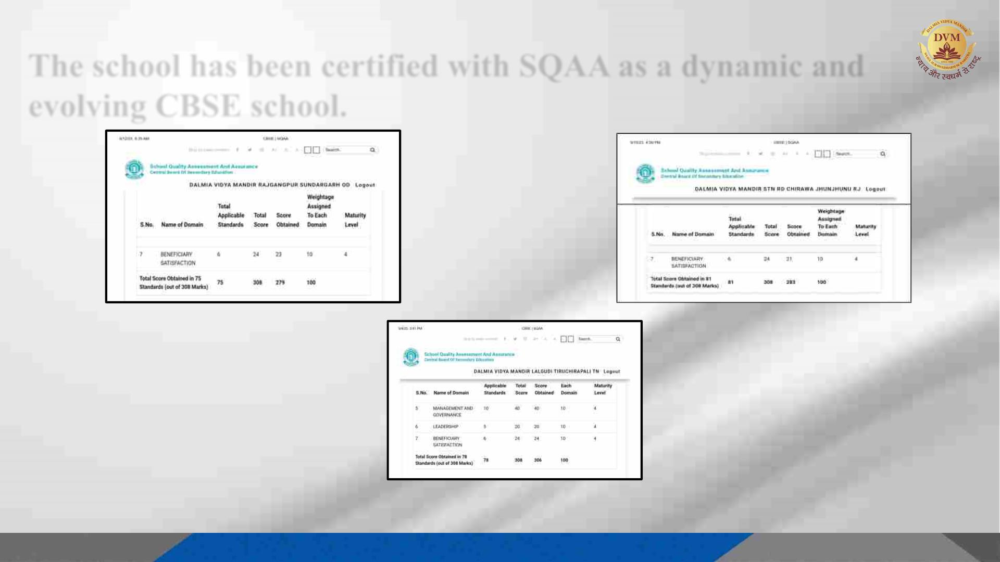 The school has been certified with SQAA as a dynamic and
evolving CBSE school.
DALMIA VIDYA MANDIR
DVM
SINCE 1950
न्याय और स्वधर्म से राष्ट्र
CBSE | SQAA
Search..
School Quality Assessment And Assurance
Central Board Of Secondary Education
DALMIA VIDYA MANDIR RAJGANGPUR SUNDARGARH OD Logout
S.No. Name of Domain Total Applicable Standards Total Score Score Obtained Weightage Assigned To Each Domain Maturity Level
7 BENEFICIARY SATISFACTION 6 24 23 10 4
Total Score Obtained in 75 Standards (out of 308 Marks) 75 308 279 100
CBSE | SQAA
Search..
School Quality Assessment And Assurance
Central Board Of Secondary Education
DALMIA VIDYA MANDIR STN RD CHIRAWA JHUNJHUNU RJ Logout
S.No. Name of Domain Total Applicable Standards Total Score Score Obtained Weightage Assigned To Each Domain Maturity Level
7 BENEFICIARY SATISFACTION 6 24 21 10 4
Total Score Obtained in 81 Standards (out of 308 Marks) 81 308 283 100
CBSE | SQAA
Search..
School Quality Assessment And Assurance
Central Board Of Secondary Education
DALMIA VIDYA MANDIR LALGUDI TIRUCHIRAPALI TN Logout
S.No. Name of Domain Applicable Standards Total Score Score Obtained Each Domain Maturity Level
5 MANAGEMENT AND GOVERNANCE 10 40 40 10 4
6 LEADERSHIP 5 20 20 10 4
7 BENEFICIARY SATISFACTION 6 24 24 10 4
Total Score Obtained in 78 Standards (out of 308 Marks) 78 308 306 100